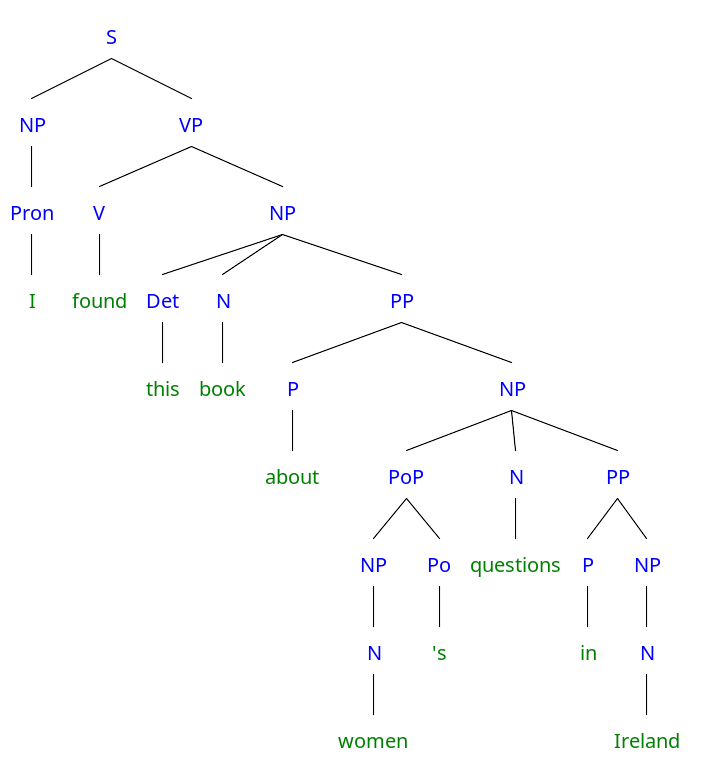 S
NP VP
Pron V NP
I found Det N PP
this book P NP
about PoP N PP
NP Po questions P NP
N 's in N
women Ireland